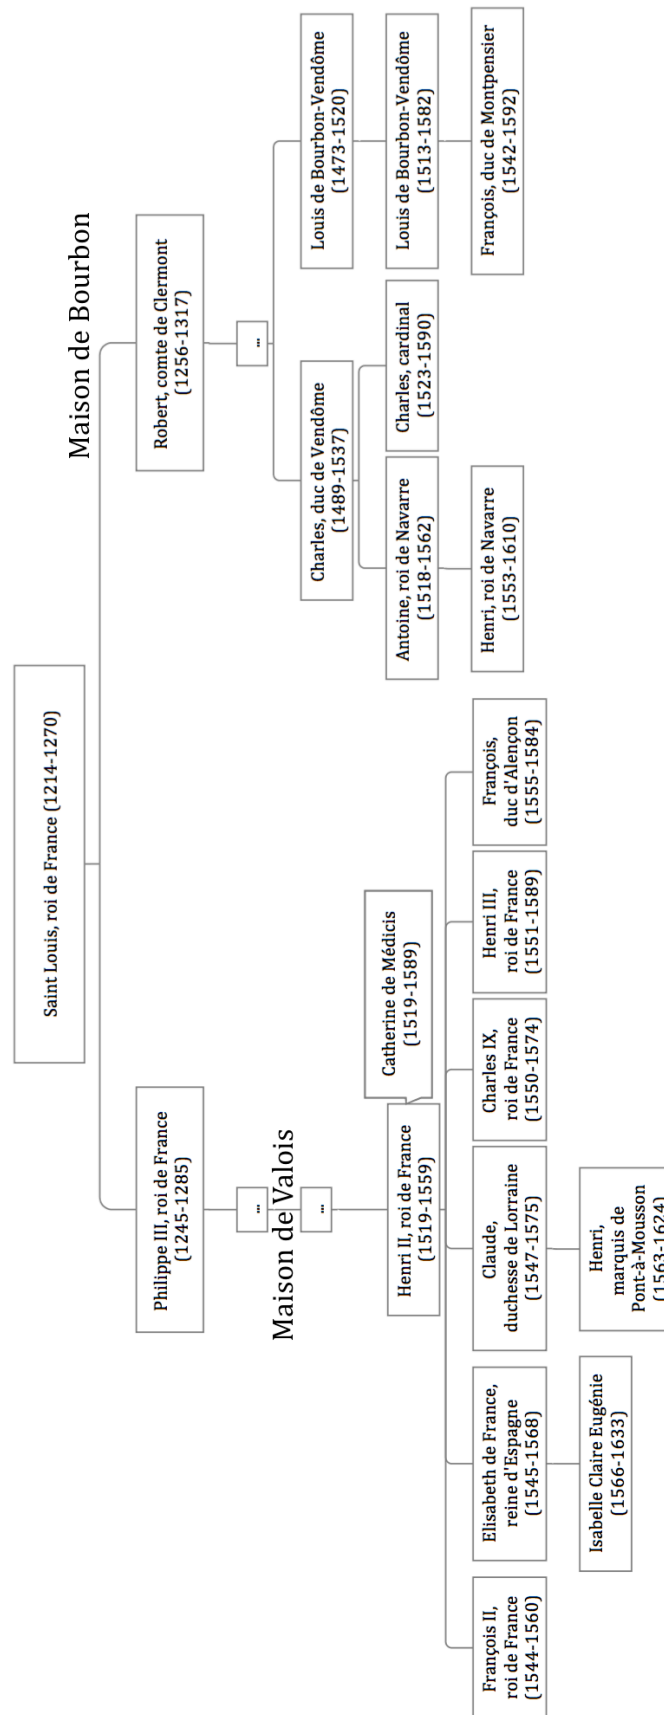 Saint Louis, roi de France (1214-1270)
Maison de Bourbon
Philippe III, roi de France
(1245-1285)
Robert, comte de Clermont
(1256-1317)
...
...
Maison de Valois
...
Charles, duc de Vendôme
(1489-1537)
Louis de Bourbon-Vendôme
(1473-1520)
Henri II, roi de France
(1519-1559)
Catherine de Médicis
(1519-1589)
Antoine, roi de Navarre
(1518-1562)
Charles, cardinal
(1523-1590)
Louis de Bourbon-Vendôme
(1513-1582)
François II,
roi de France
(1544-1560)
Elisabeth de France,
reine d'Espagne
(1545-1568)
Claude,
duchesse de Lorraine
(1547-1575)
Charles IX,
roi de France
(1550-1574)
Henri III,
roi de France
(1551-1589)
François,
duc d'Alençon
(1555-1584)
Henri, roi de Navarre
(1553-1610)
François, duc de Montpensier
(1542-1592)
Isabelle Claire Eugénie
(1566-1633)
Henri,
marquis de
Pont-à-Mousson
(1563-1624)